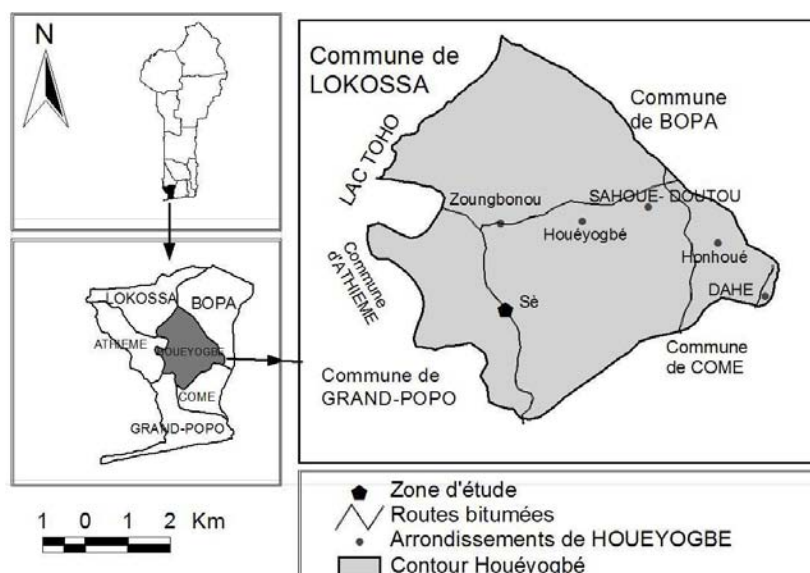 N
Commune de
LOKOSSA
Commune
de BOPA
LAC TOHO
Zoungbonou
SAHOUE- DOUTOU
Houéyogbé
Honhoué
Commune
d'ATHIEME
DAHE
Sè
Commune
de COME
Commune de
GRAND-POPO
LOKOSSA
BOPA
ATHIEME
HOUEYOGBE
COME
GRAND-POPO
1 0 1 2 Km
Zone d'étude
Routes bitumées
Arrondissements de HOUEYOGBE
Contour Houéyogbé